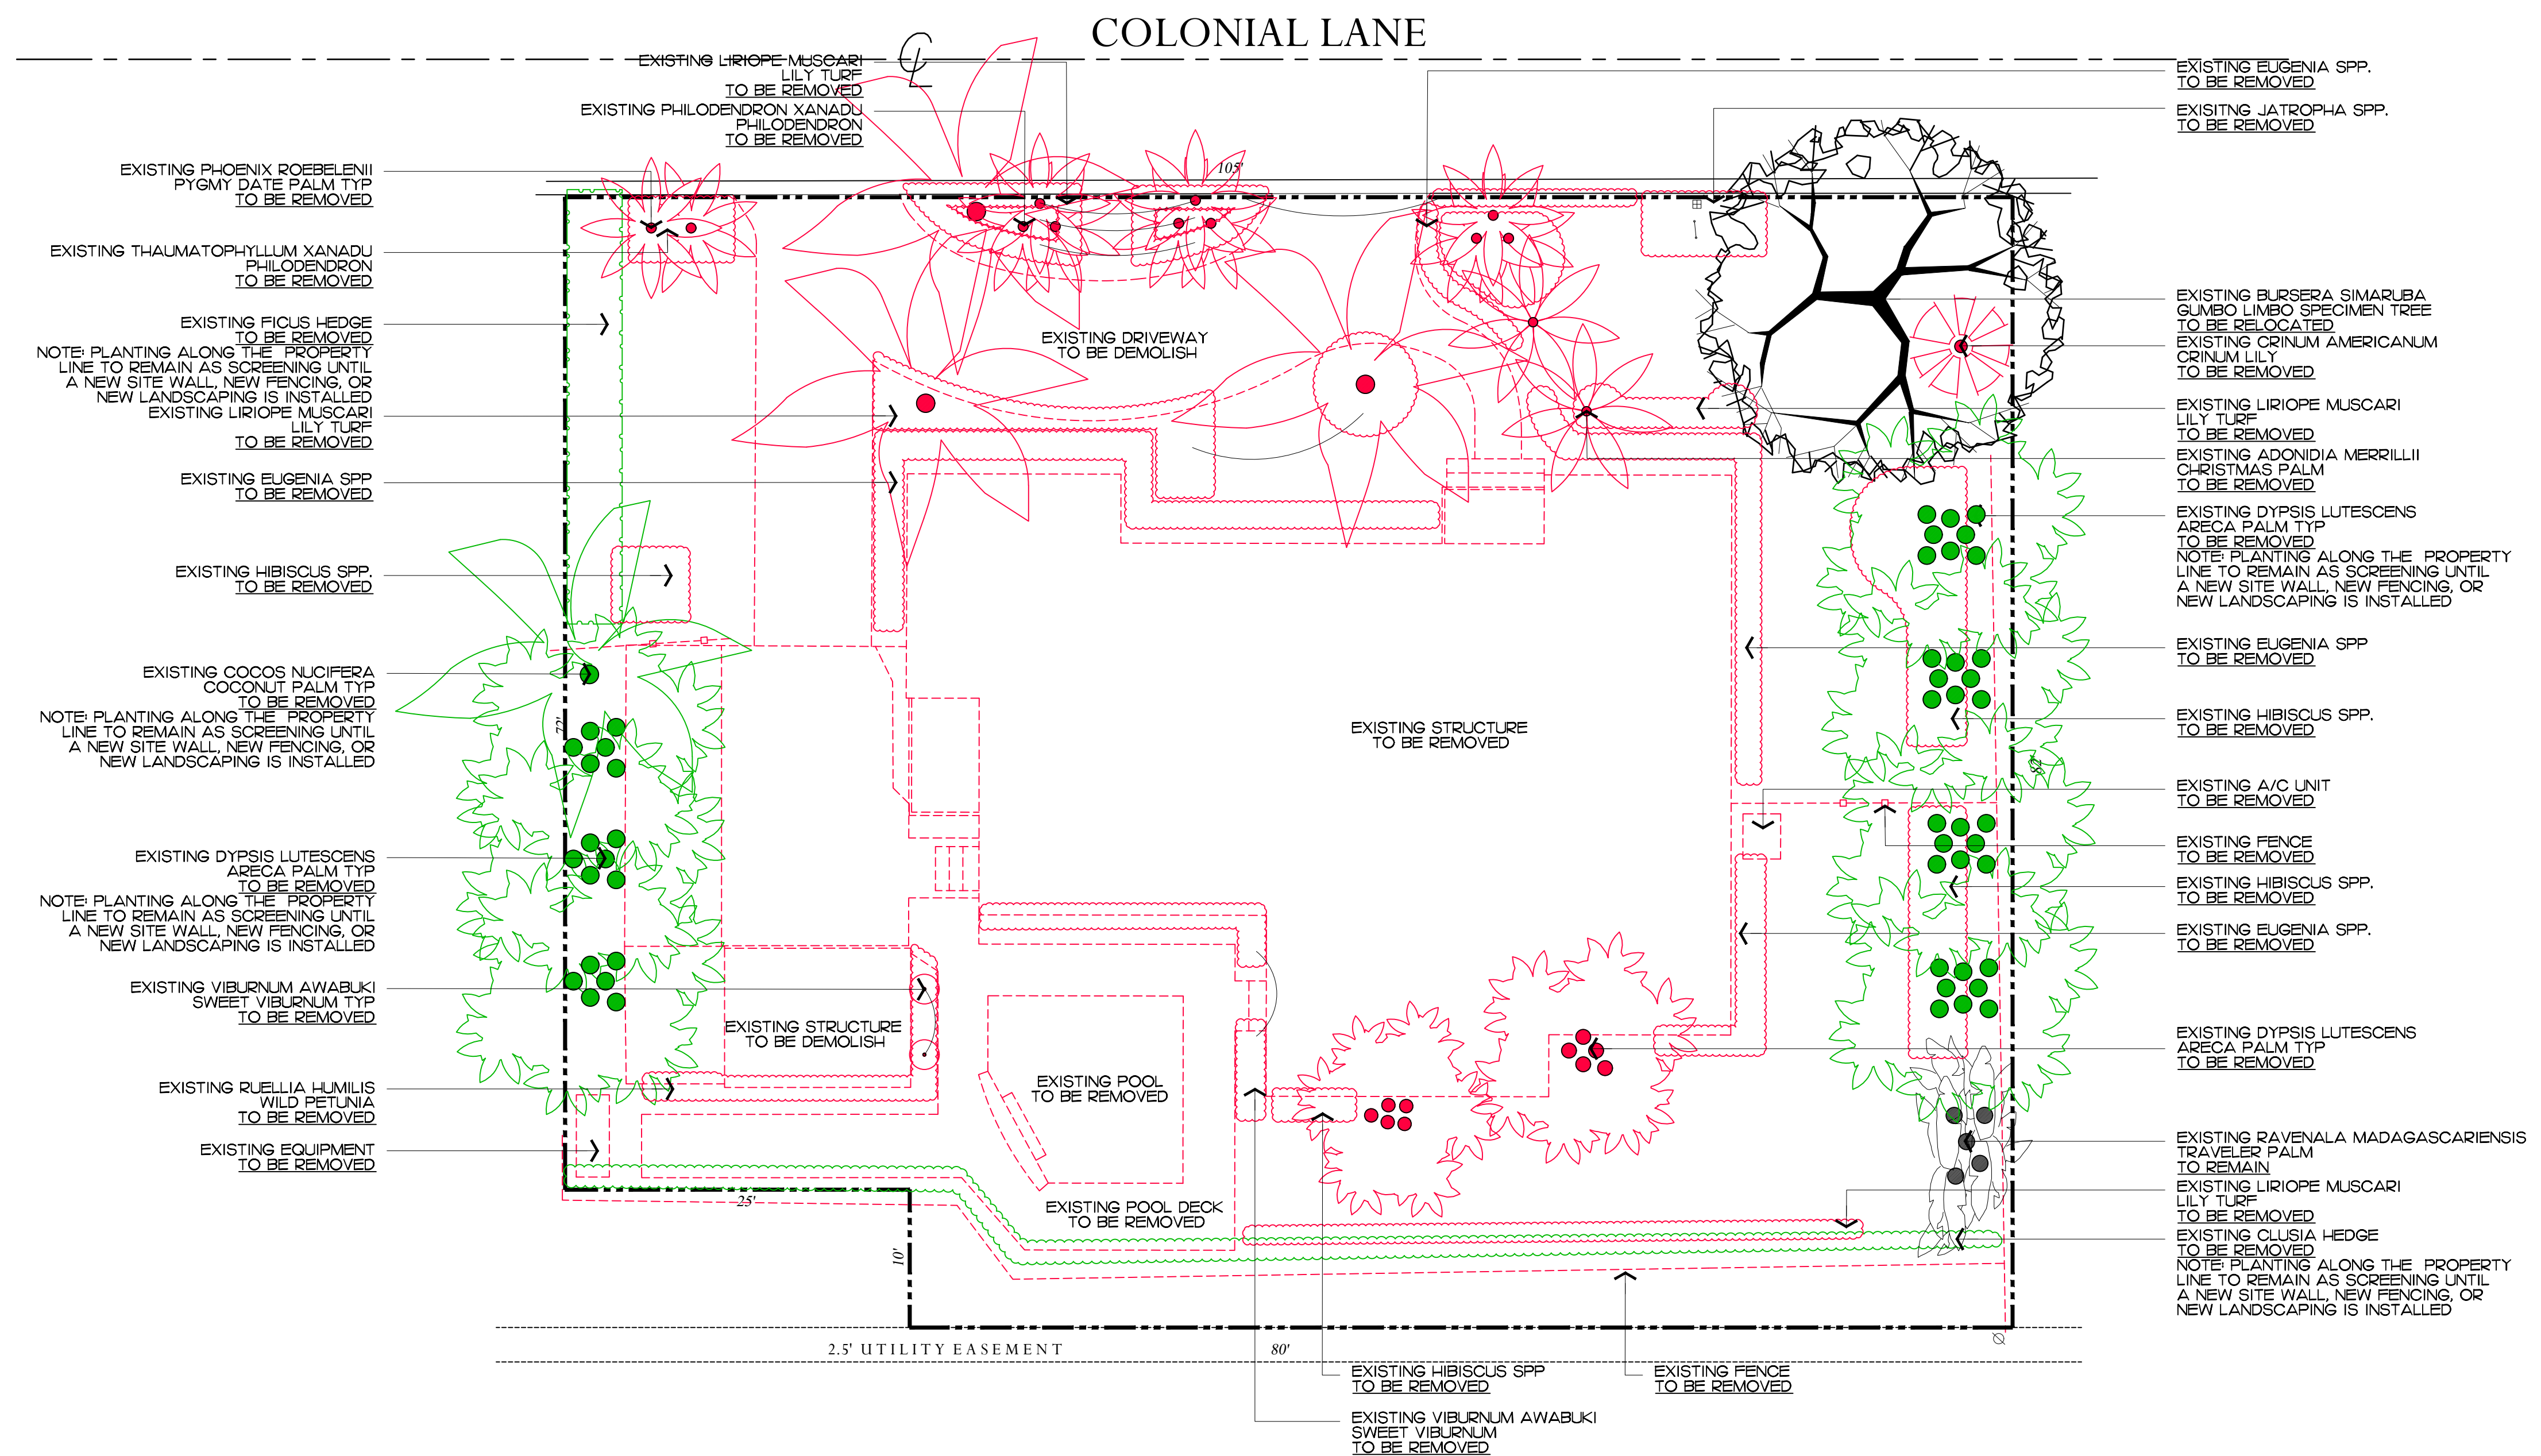 COLONIAL LANE
EXISTING LIRIOPE MUSCARI
LILY TURF
TO BE REMOVED
EXISTING PHILODENDRON XANADU
PHILODENDRON
TO BE REMOVED
EXISTING PHOENIX ROEBELENII
PYGMY DATE PALM TYP
TO BE REMOVED
EXISTING THAUMATOPHYLLUM XANADU
PHILODENDRON
TO BE REMOVED
EXISTING FICUS HEDGE
TO BE REMOVED
NOTE: PLANTING ALONG THE PROPERTY
LINE TO REMAIN AS SCREENING UNTIL
A NEW SITE WALL, NEW FENCING, OR
NEW LANDSCAPING IS INSTALLED
EXISTING LIRIOPE MUSCARI
LILY TURF
TO BE REMOVED
EXISTING EUGENIA SPP
TO BE REMOVED
EXISTING HIBISCUS SPP.
TO BE REMOVED
EXISTING COCOS NUCIFERA
COCONUT PALM TYP
TO BE REMOVED
NOTE: PLANTING ALONG THE PROPERTY
LINE TO REMAIN AS SCREENING UNTIL
A NEW SITE WALL, NEW FENCING, OR
NEW LANDSCAPING IS INSTALLED
EXISTING DYPSIS LUTESCENS
ARECA PALM TYP
TO BE REMOVED
NOTE: PLANTING ALONG THE PROPERTY
LINE TO REMAIN AS SCREENING UNTIL
A NEW SITE WALL, NEW FENCING, OR
NEW LANDSCAPING IS INSTALLED
EXISTING VIBURNUM AWABUKI
SWEET VIBURNUM TYP
TO BE REMOVED
EXISTING RUELLIA HUMILIS
WILD PETUNIA
TO BE REMOVED
EXISTING EQUIPMENT
TO BE REMOVED
CL
105'
EXISTING DRIVEWAY
TO BE DEMOLISH
72'
EXISTING STRUCTURE
TO BE REMOVED
82'
EXISTING STRUCTURE
TO BE DEMOLISH
EXISTING POOL
TO BE REMOVED
EXISTING POOL DECK
TO BE REMOVED
25'
10'
2.5' UTILITY EASEMENT
80'
EXISTING HIBISCUS SPP
TO BE REMOVED
EXISTING FENCE
TO BE REMOVED
EXISTING VIBURNUM AWABUKI
SWEET VIBURNUM
TO BE REMOVED
EXISTING EUGENIA SPP.
TO BE REMOVED
EXISITNG JATROPHA SPP.
TO BE REMOVED
EXISTING BURSERA SIMARUBA
GUMBO LIMBO SPECIMEN TREE
TO BE RELOCATED
EXISTING CRINUM AMERICANUM
CRINUM LILY
TO BE REMOVED
EXISTING LIRIOPE MUSCARI
LILY TURF
TO BE REMOVED
EXISTING ADONIDIA MERRILLII
CHRISTMAS PALM
TO BE REMOVED
EXISTING DYPSIS LUTESCENS
ARECA PALM TYP
TO BE REMOVED
NOTE: PLANTING ALONG THE PROPERTY
LINE TO REMAIN AS SCREENING UNTIL
A NEW SITE WALL, NEW FENCING, OR
NEW LANDSCAPING IS INSTALLED
EXISTING EUGENIA SPP
TO BE REMOVED
EXISTING HIBISCUS SPP.
TO BE REMOVED
EXISTING A/C UNIT
TO BE REMOVED
EXISTING FENCE
TO BE REMOVED
EXISTING HIBISCUS SPP.
TO BE REMOVED
EXISTING EUGENIA SPP.
TO BE REMOVED
EXISTING DYPSIS LUTESCENS
ARECA PALM TYP
TO BE REMOVED
EXISTING RAVENALA MADAGASCARIENSIS
TRAVELER PALM
TO REMAIN
EXISTING LIRIOPE MUSCARI
LILY TURF
TO BE REMOVED
EXISTING CLUSIA HEDGE
TO BE REMOVED
NOTE: PLANTING ALONG THE PROPERTY
LINE TO REMAIN AS SCREENING UNTIL
A NEW SITE WALL, NEW FENCING, OR
NEW LANDSCAPING IS INSTALLED